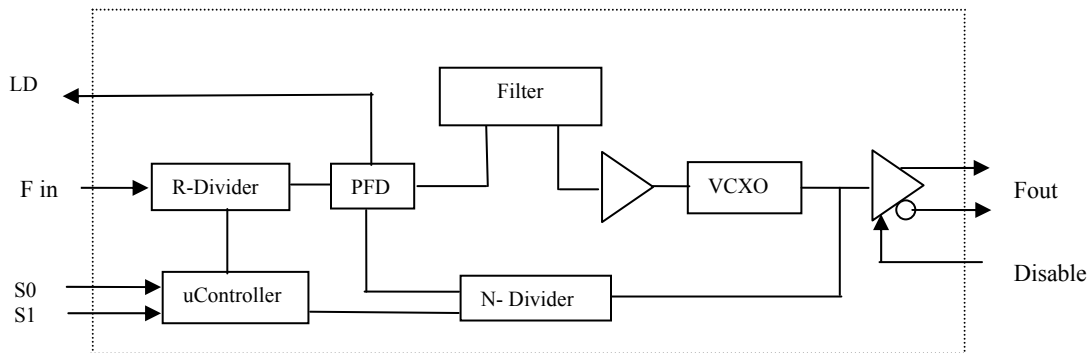 LD
Filter
F in
R-Divider
PFD
VCXO
Fout
S0
S1
uController
N- Divider
Disable